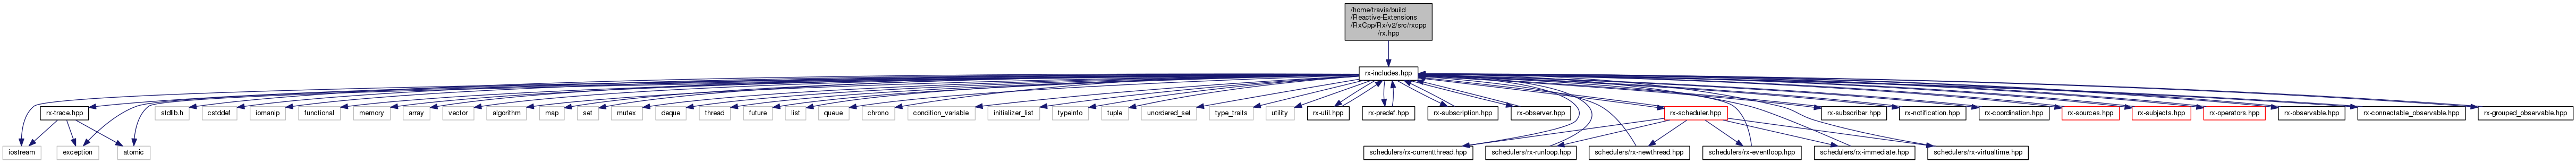 /home/travis/build
/Reactive-Extensions
/RxCpp/Rx/v2/src/rxcpp
/rx.hpp
rx-includes.hpp
rx-trace.hpp
stdlib.h
cstddef
iomanip
functional
memory
array
vector
algorithm
map
set
mutex
deque
thread
future
list
queue
chrono
condition_variable
initializer_list
typeinfo
tuple
unordered_set
type_traits
utility
rx-util.hpp
rx-predef.hpp
rx-subscription.hpp
rx-observer.hpp
rx-scheduler.hpp
rx-subscriber.hpp
rx-notification.hpp
rx-coordination.hpp
rx-sources.hpp
rx-subjects.hpp
rx-operators.hpp
rx-observable.hpp
rx-connectable_observable.hpp
rx-grouped_observable.hpp
iostream
exception
atomic
schedulers/rx-currentthread.hpp
schedulers/rx-runloop.hpp
schedulers/rx-newthread.hpp
schedulers/rx-eventloop.hpp
schedulers/rx-immediate.hpp
schedulers/rx-virtualtime.hpp